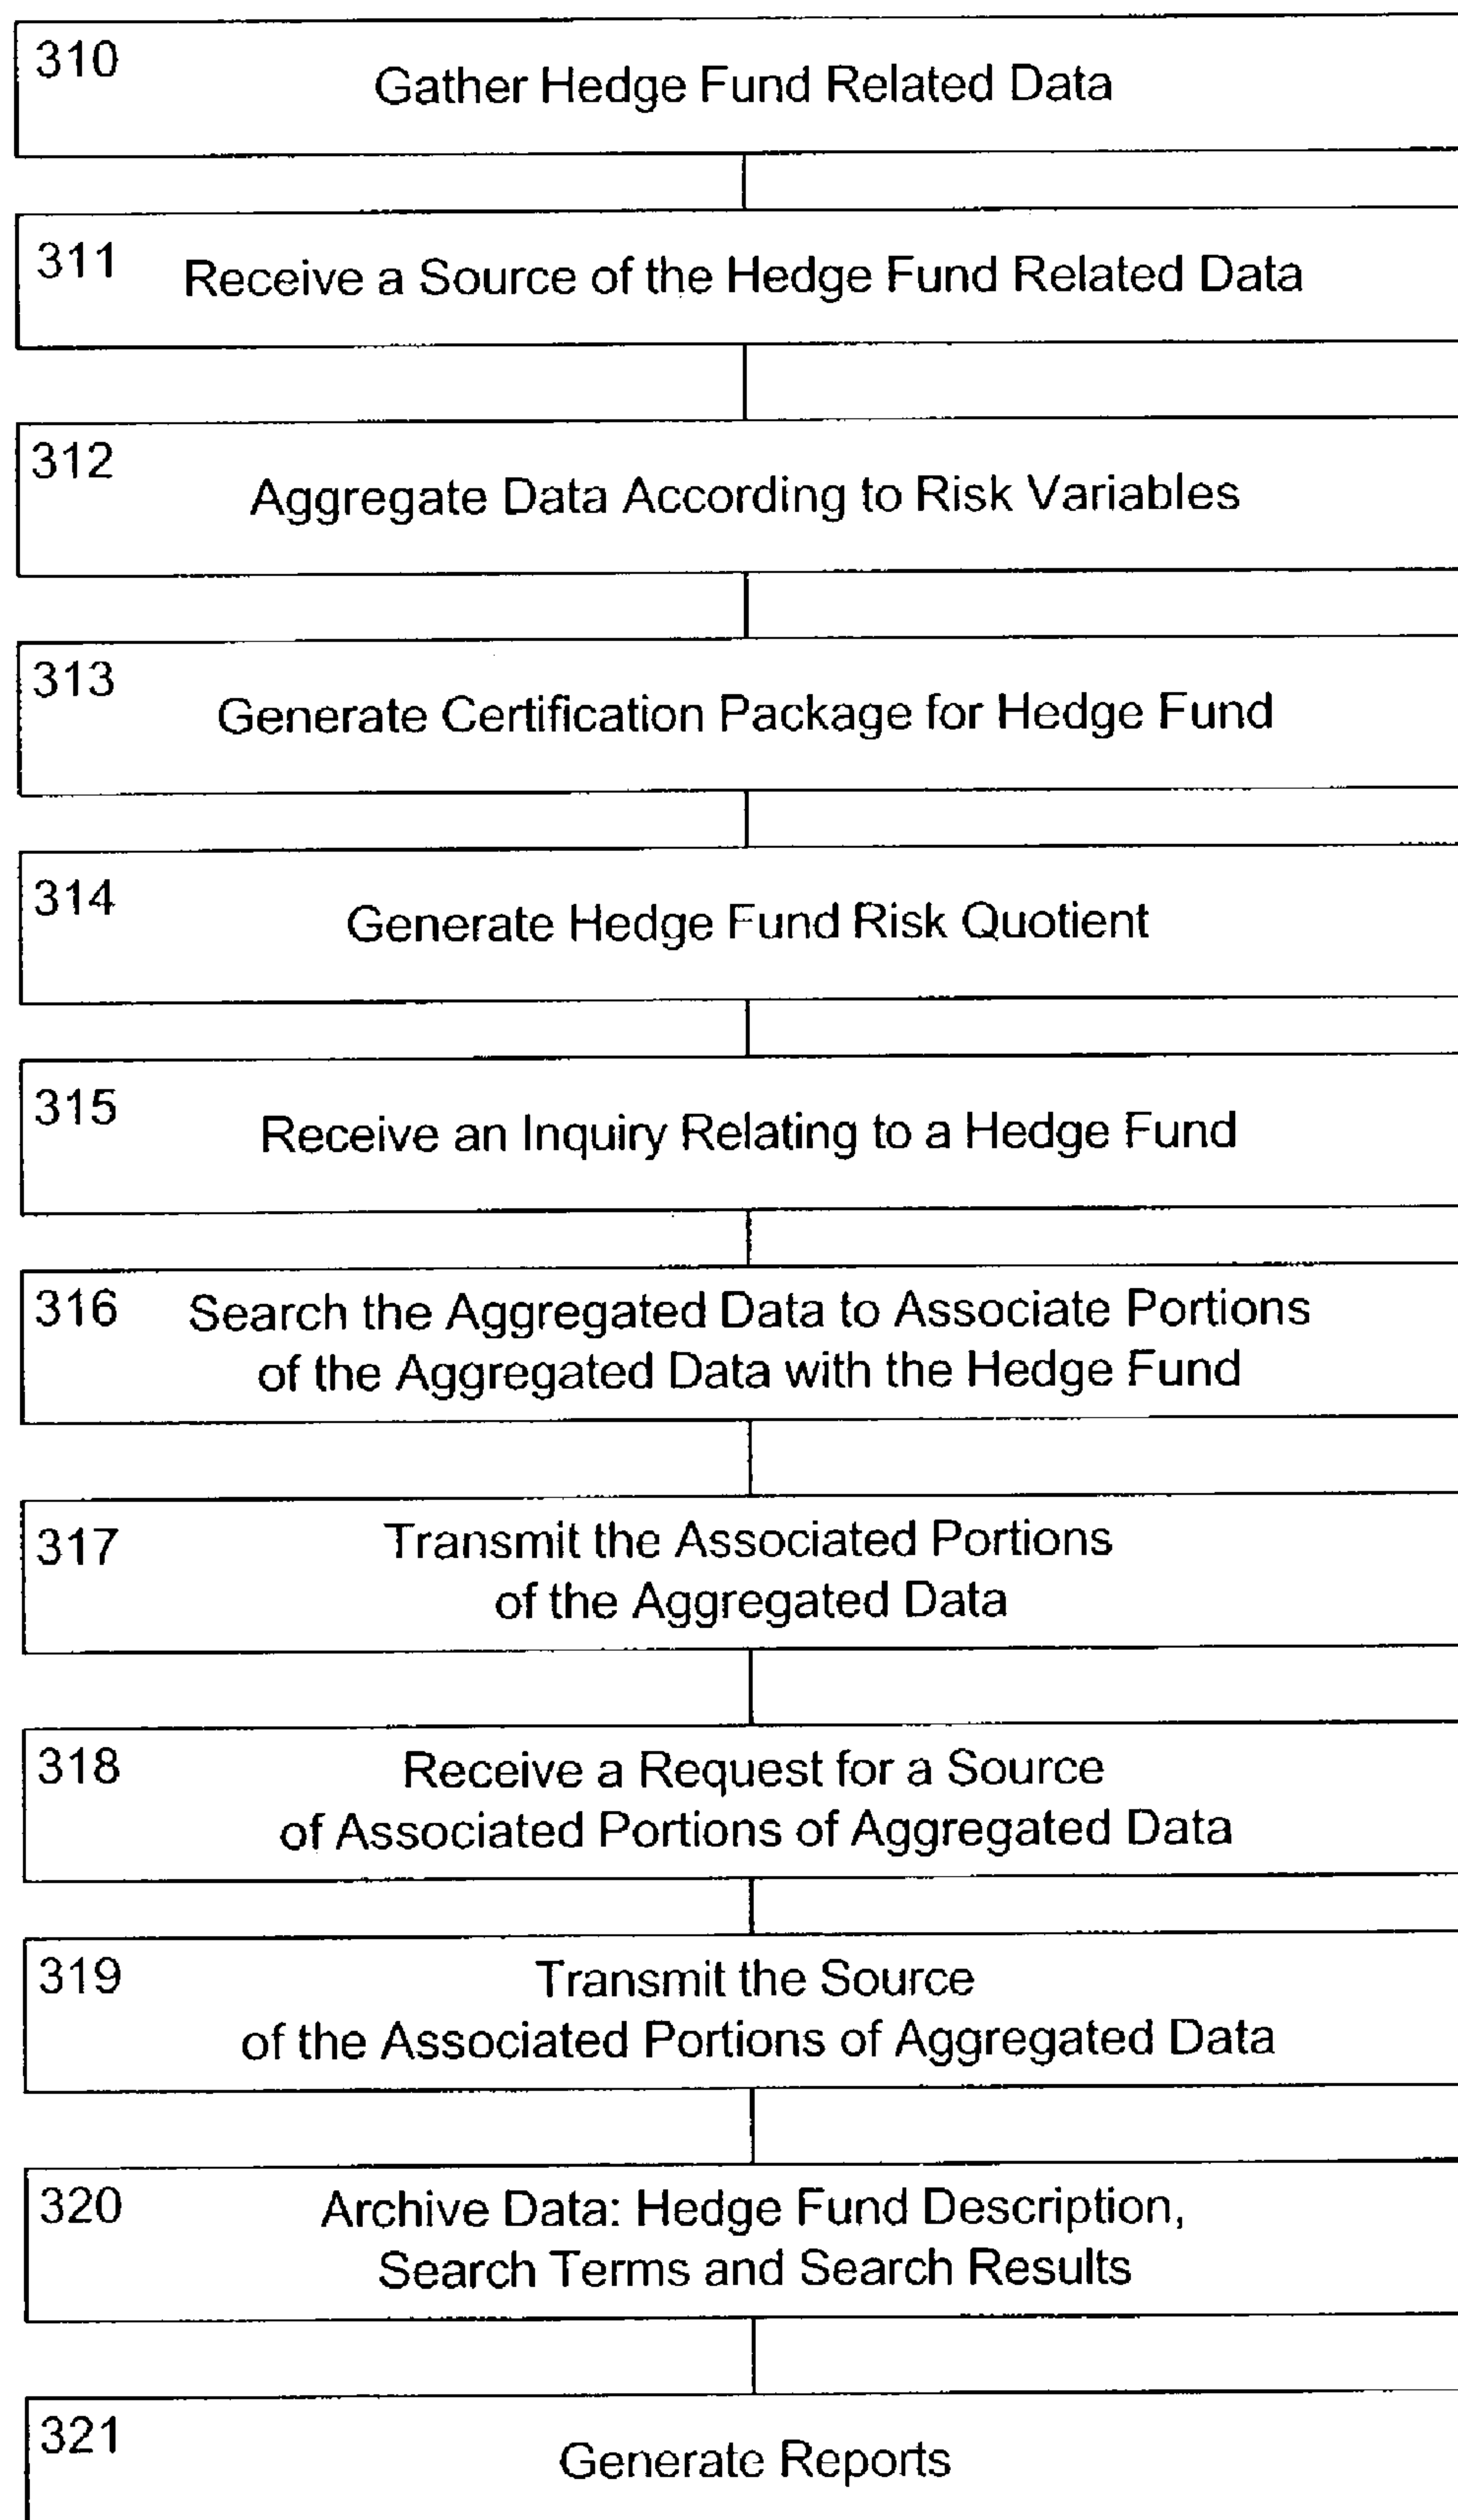 310
Gather Hedge Fund Related Data
311
Receive a Source of the Hedge Fund Related Data
312
Aggregate Data According to Risk Variables
313
Generate Certification Package for Hedge Fund
314
Generate Hedge Fund Risk Quotient
315
Receive an Inquiry Relating to a Hedge Fund
316
Search the Aggregated Data to Associate Portions
of the Aggregated Data with the Hedge Fund
317
Transmit the Associated Portions
of the Aggregated Data
318
Receive a Request for a Source
of Associated Portions of Aggregated Data
319
Transmit the Source
of the Associated Portions of Aggregated Data
320
Archive Data: Hedge Fund Description,
Search Terms and Search Results
321
Generate Reports